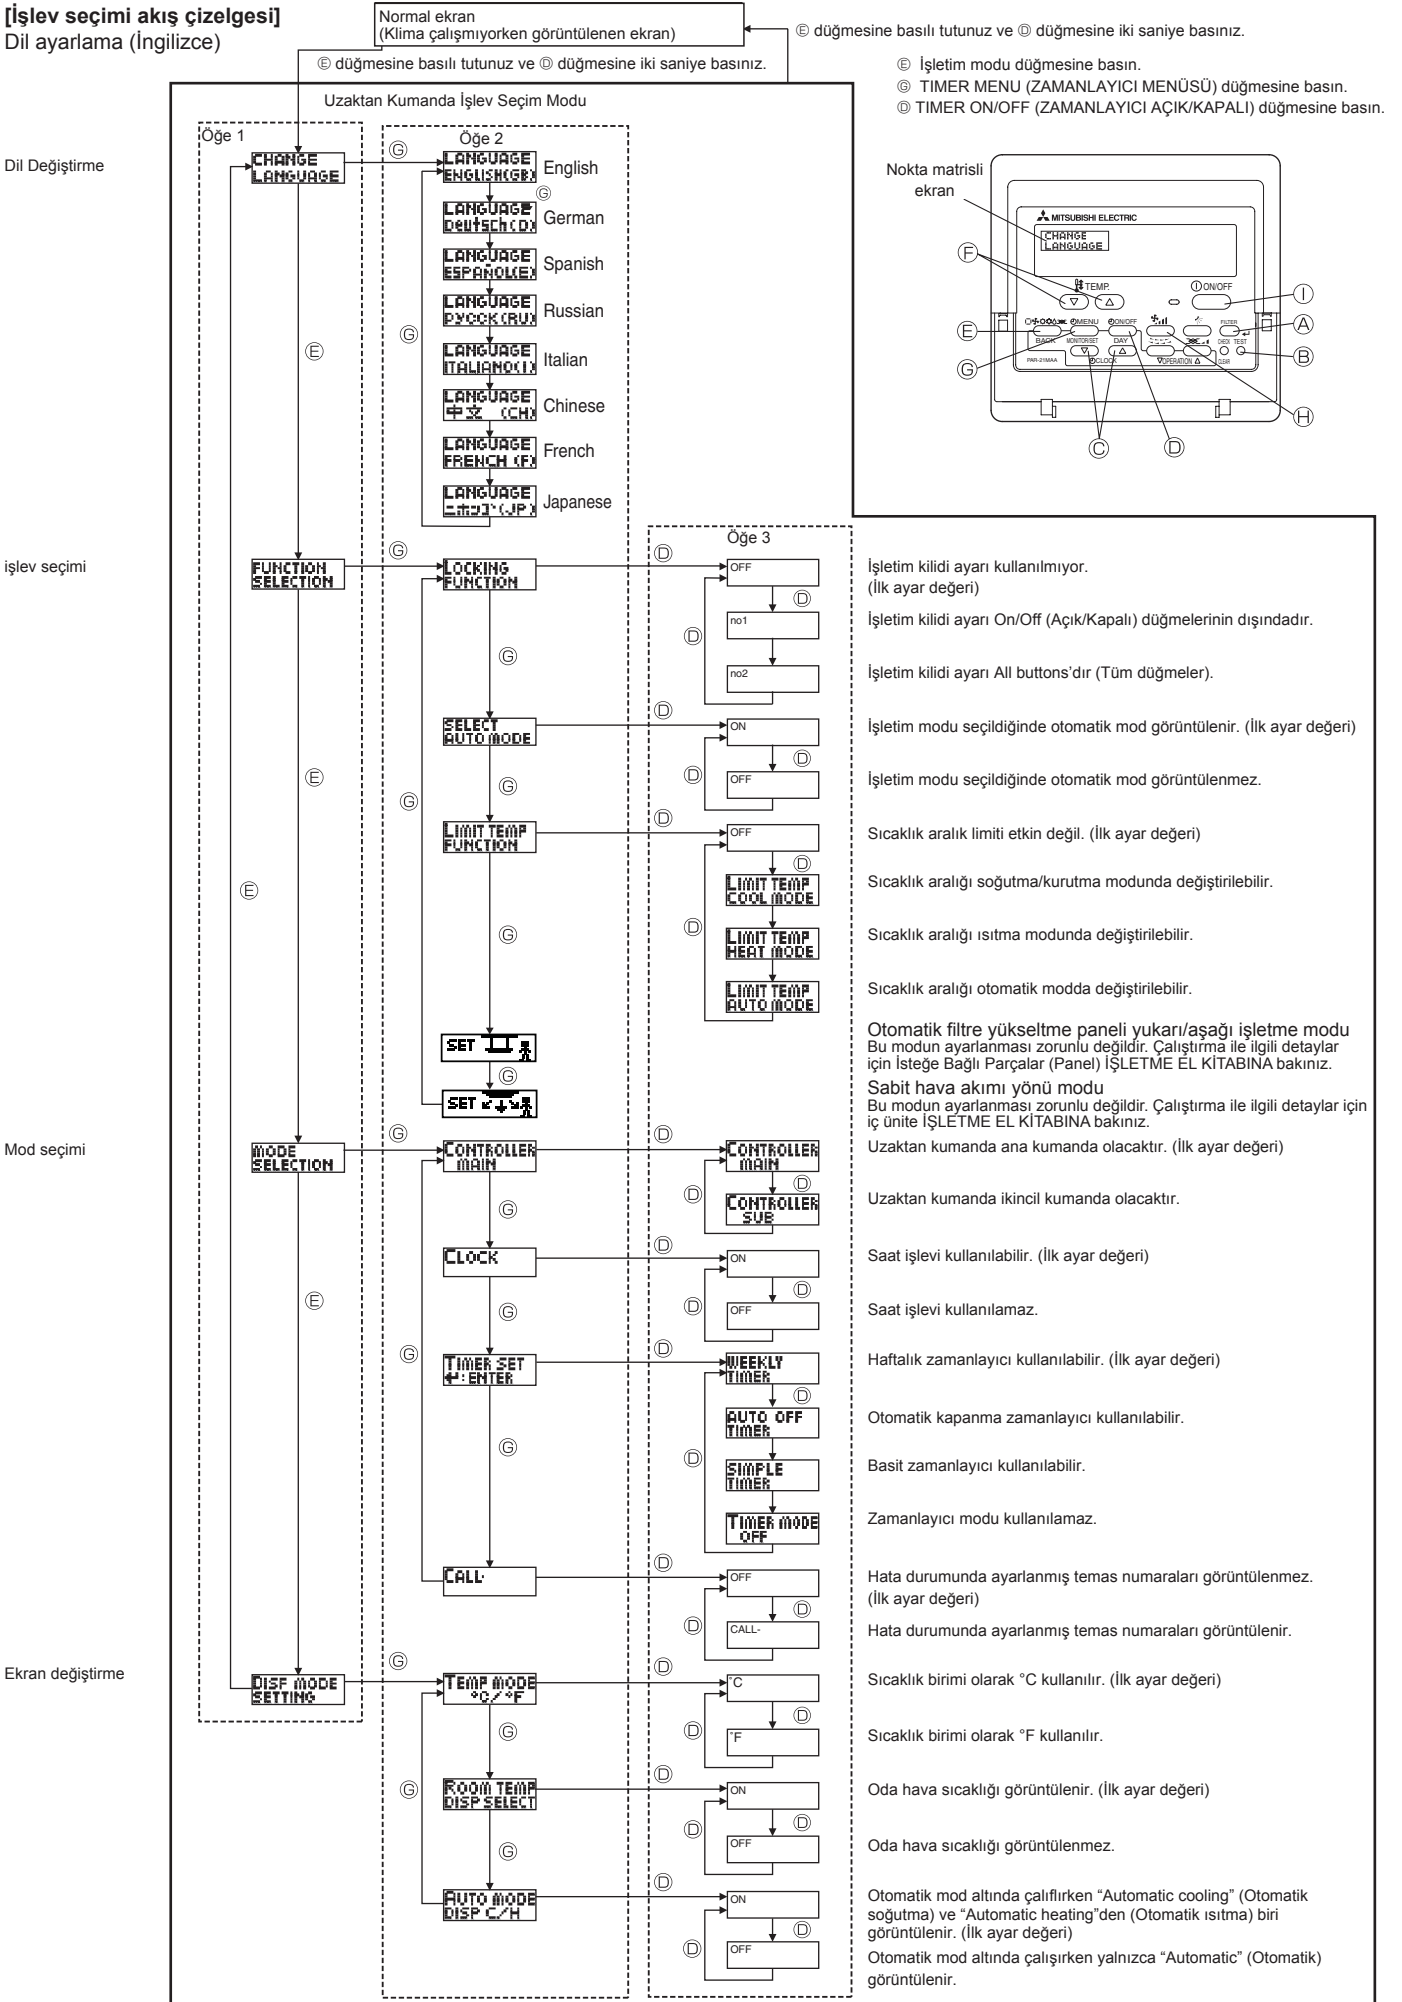 [İşlev seçimi akış çizelgesi]
Dil ayarlama (İngilizce)
Normal ekran
(Klima çalışmıyorken görüntülenen ekran)
Ⓔ düğmesine basılı tutunuz ve Ⓓ düğmesine iki saniye basınız.
Ⓔ düğmesine basılı tutunuz ve Ⓓ düğmesine iki saniye basınız.
Ⓔ İşletim modu düğmesine basın.
Ⓖ TIMER MENU (ZAMANLAYICI MENÜSÜ) düğmesine basın.
Ⓓ TIMER ON/OFF (ZAMANLAYICI AÇIK/KAPALI) düğmesine basın.
Uzaktan Kumanda İşlev Seçim Modu
Öğe 1
Öğe 2
Dil Değiştirme
CHANGE
LANGUAGE
Ⓖ
LANGUAGE
ENGLISH(GB)
English
Ⓖ
LANGUAGE
Deutsch(D)
German
LANGUAGE
ESPAÑOL(E)
Spanish
LANGUAGE
РУССК(RU)
Russian
Ⓖ
Ⓔ
LANGUAGE
ITALIANO(I)
Italian
LANGUAGE
中文 (CH)
Chinese
LANGUAGE
FRENCH (F)
French
LANGUAGE
ニホンゴ(JP)
Japanese
Nokta matrisli
ekran
MITSUBISHI ELECTRIC
CHANGE
LANGUAGE
TEMP.
ON/OFF
MENU
ON/OFF
FILTER
BACK
MONITOR/SET
DAY
CHECK TEST
PAR-21MAA
CLOCK
OPERATION
CLEAR
Ⓕ
Ⓔ
Ⓖ
Ⓘ
Ⓐ
Ⓑ
Ⓗ
Ⓒ
Ⓓ
Öğe 3
işlev seçimi
FUNCTION
SELECTION
Ⓖ
LOCKING
FUNCTION
Ⓓ
OFF
İşletim kilidi ayarı kullanılmıyor.
(İlk ayar değeri)
Ⓓ
no1
İşletim kilidi ayarı On/Off (Açık/Kapalı) düğmelerinin dışındadır.
Ⓓ
Ⓖ
no2
İşletim kilidi ayarı All buttons’dır (Tüm düğmeler).
SELECT
AUTO MODE
Ⓓ
ON
İşletim modu seçildiğinde otomatik mod görüntülenir. (İlk ayar değeri)
Ⓓ
Ⓔ
Ⓖ
Ⓓ
OFF
İşletim modu seçildiğinde otomatik mod görüntülenmez.
Ⓖ
LIMIT TEMP
FUNCTION
Ⓓ
OFF
Sıcaklık aralık limiti etkin değil. (İlk ayar değeri)
Ⓓ
Ⓔ
LIMIT TEMP
COOL MODE
Sıcaklık aralığı soğutma/kurutma modunda değiştirilebilir.
Ⓖ
Ⓓ
LIMIT TEMP
HEAT MODE
Sıcaklık aralığı ısıtma modunda değiştirilebilir.
LIMIT TEMP
AUTO MODE
Sıcaklık aralığı otomatik modda değiştirilebilir.
SET
Otomatik filtre yükseltme paneli yukarı/aşağı işletme modu
Bu modun ayarlanması zorunlu değildir. Çalıştırma ile ilgili detaylar
için İsteğe Bağlı Parçalar (Panel) İŞLETME EL KİTABINA bakınız.
Ⓖ
SET
Sabit hava akımı yönü modu
Bu modun ayarlanması zorunlu değildir. Çalıştırma ile ilgili detaylar için
iç ünite İŞLETME EL KİTABINA bakınız.
Mod seçimi
MODE
SELECTION
Ⓖ
CONTROLLER
MAIN
Ⓓ
CONTROLLER
MAIN
Uzaktan kumanda ana kumanda olacaktır. (İlk ayar değeri)
Ⓓ
Ⓖ
Ⓓ
CONTROLLER
SUB
Uzaktan kumanda ikincil kumanda olacaktır.
CLOCK
Ⓓ
ON
Saat işlevi kullanılabilir. (İlk ayar değeri)
Ⓓ
Ⓔ
Ⓖ
Ⓓ
OFF
Saat işlevi kullanılamaz.
Ⓖ
TIMER SET
↵:ENTER
Ⓓ
WEEKLY
TIMER
Haftalık zamanlayıcı kullanılabilir. (İlk ayar değeri)
Ⓓ
AUTO OFF
TIMER
Otomatik kapanma zamanlayıcı kullanılabilir.
Ⓖ
Ⓓ
SIMPLE
TIMER
Basit zamanlayıcı kullanılabilir.
TIMER MODE
OFF
Zamanlayıcı modu kullanılamaz.
CALL-
Ⓓ
OFF
Hata durumunda ayarlanmış temas numaraları görüntülenmez.
(İlk ayar değeri)
Ⓓ
Ⓓ
CALL-
Hata durumunda ayarlanmış temas numaraları görüntülenir.
Ekran değiştirme
DISP MODE
SETTING
Ⓖ
TEMP MODE
°C/°F
Ⓓ
°C
Sıcaklık birimi olarak °C kullanılır. (İlk ayar değeri)
Ⓓ
Ⓖ
Ⓓ
°F
Sıcaklık birimi olarak °F kullanılır.
Ⓖ
ROOM TEMP
DISP SELECT
Ⓓ
ON
Oda hava sıcaklığı görüntülenir. (İlk ayar değeri)
Ⓓ
Ⓖ
Ⓓ
OFF
Oda hava sıcaklığı görüntülenmez.
AUTO MODE
DISP C/H
Ⓓ
ON
Otomatik mod altında çalıflırken “Automatic cooling” (Otomatik
soğutma) ve “Automatic heating”den (Otomatik ısıtma) biri
görüntülenir. (İlk ayar değeri)
Ⓓ
Ⓓ
OFF
Otomatik mod altında çalışırken yalnızca “Automatic” (Otomatik)
görüntülenir.